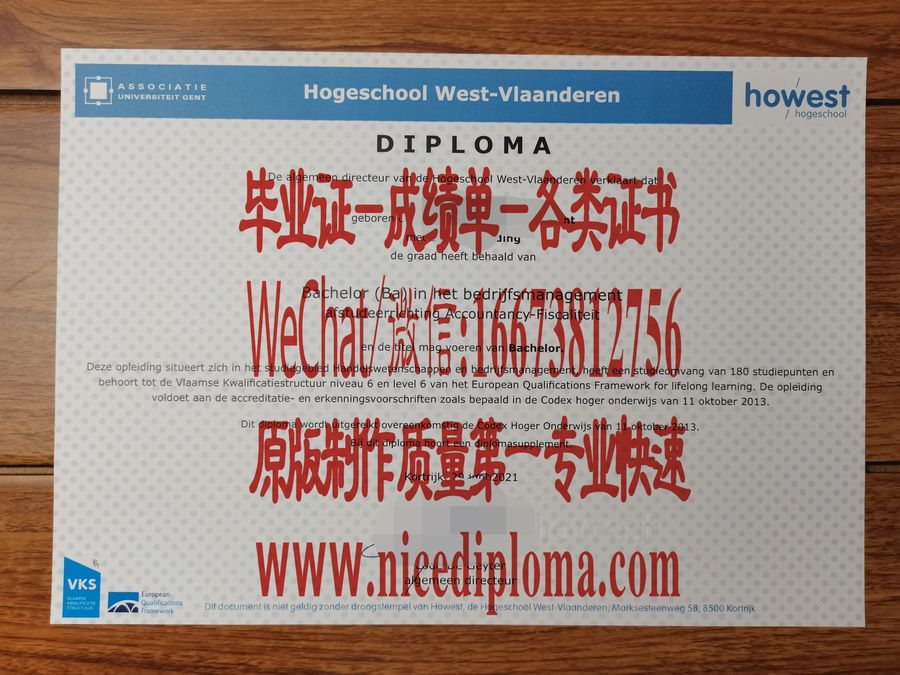 ASSOCIATIE
UNIVERSITEIT GENT
Hogeschool West-Vlaanderen
howest
hogeschool
DIPLOMA
De algemeen directeur van de Hogeschool West-Vlaanderen verklaart dat
毕业证-成绩单-各类证书
geboren
de graad heeft behaald van
Bachelor (Ba) in het bedrijfsmanagement
afstudeerrichting Accountancy-Fiscaliteit
WeChat/微信:16673812756
en de titel mag voeren van Bachelor.
Deze opleiding situeert zich in het studiegebied Handelswetenschappen en bedrijfsmanagement, heeft een studieomvang van 180 studiepunten en
behoort tot de Vlaamse Kwalificatiestructuur niveau 6 en level 6 van het European Qualifications Framework for lifelong learning. De opleiding
voldoet aan de accreditatie- en erkenningsvoorschriften zoals bepaald in de Codex hoger onderwijs van 11 oktober 2013.
Dit diploma wordt uitgereikt overeenkomstig de Codex Hoger Onderwijs van 11 oktober 2013.
Bij dit diploma hoort een diplomasupplement.
原版制作质量第一专业快速
Kortrijk, 29 2021
www.nicediploma.com
algemeen directeur
VKS
VLAAMSE
KWALIFICATIE
STRUCTUUR
European
Qualifications
Framework
Dit document is niet geldig zonder droogstempel van Howest, de Hogeschool West-Vlaanderen, Marksesteenweg 58, 8500 Kortrijk